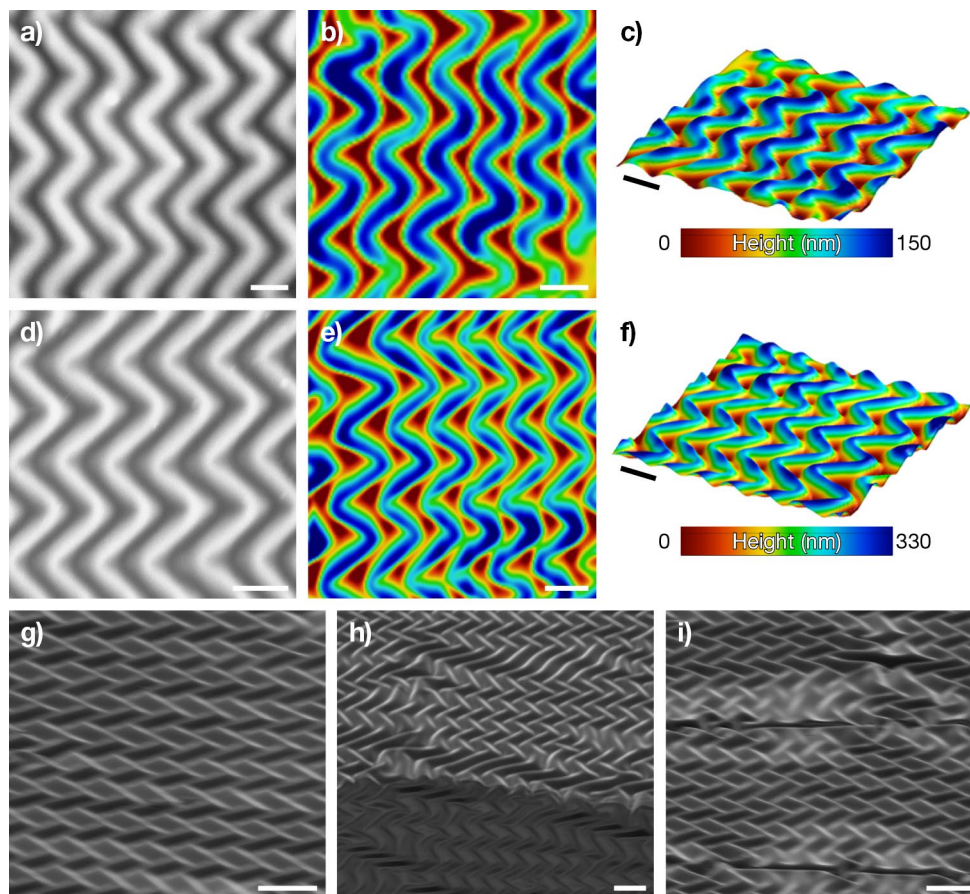 a)
b)
c)
0 Height (nm) 150
d)
e)
f)
0 Height (nm) 330
g)
h)
i)